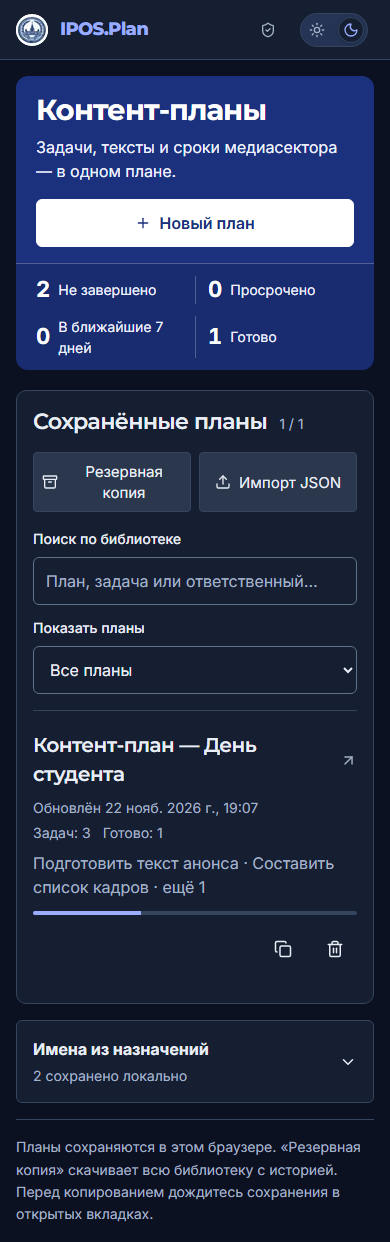 IPOS.Plan
Контент-планы
Задачи, тексты и сроки медиасектора
— в одном плане.
+ Новый план
2 Не завершено
0 Просрочено
0 В ближайшие 7
дней
1 Готово
Сохранённые планы 1 / 1
Резервная
копия
Импорт JSON
Поиск по библиотеке
План, задача или ответственный...
Показать планы
Все планы
Контент-план — День
студента
Обновлён 22 нояб. 2026 г., 19:07
Задач: 3 Готово: 1
Подготовить текст анонса · Составить
список кадров · ещё 1
Имена из назначений
2 сохранено локально
Планы сохраняются в этом браузере. «Резервная
копия» скачивает всю библиотеку с историей.
Перед копированием дождитесь сохранения в
открытых вкладках.